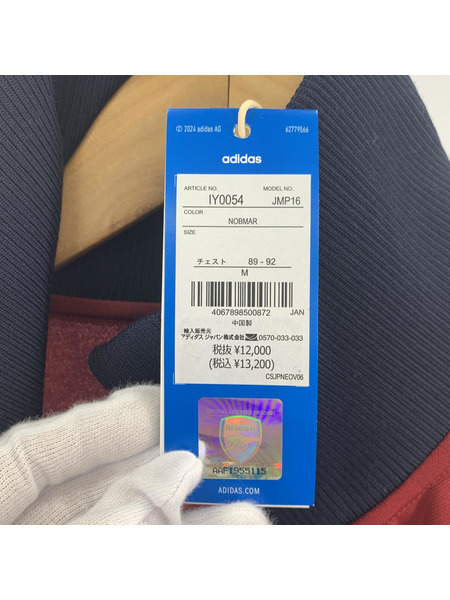 © 2024 adidas AG 62779566
adidas
ARTICLE NO. IY0054 MODEL NO. JMP16
COLOR
NOBMAR
SIZE
チェスト 89 - 92
M
4067898500872 JAN
中国製
輸入販売元
アディダス ジャパン株式会社 0570-033-033
税抜 ¥12,000
(税込 ¥13,200)
CSJPNEOV06
Arsenal
AAF1955115
ADIDAS.COM